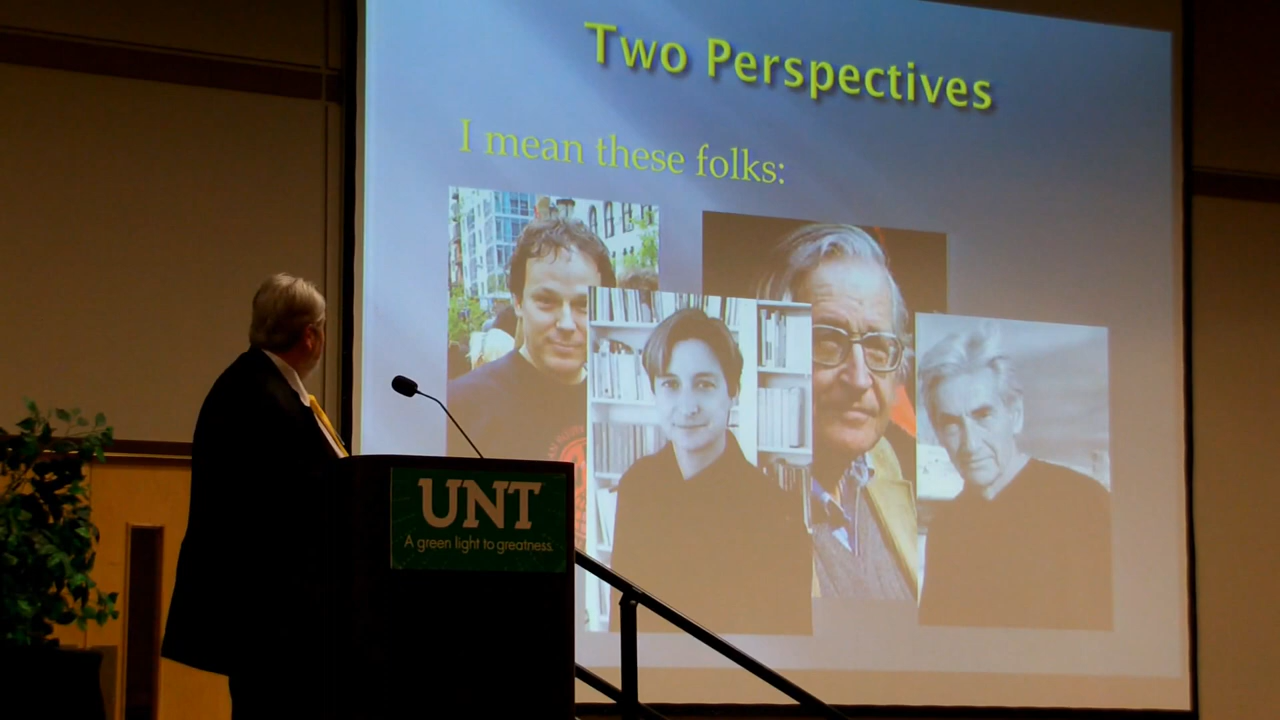 Two Perspectives
I mean these folks:
UNT
A green light to greatness.